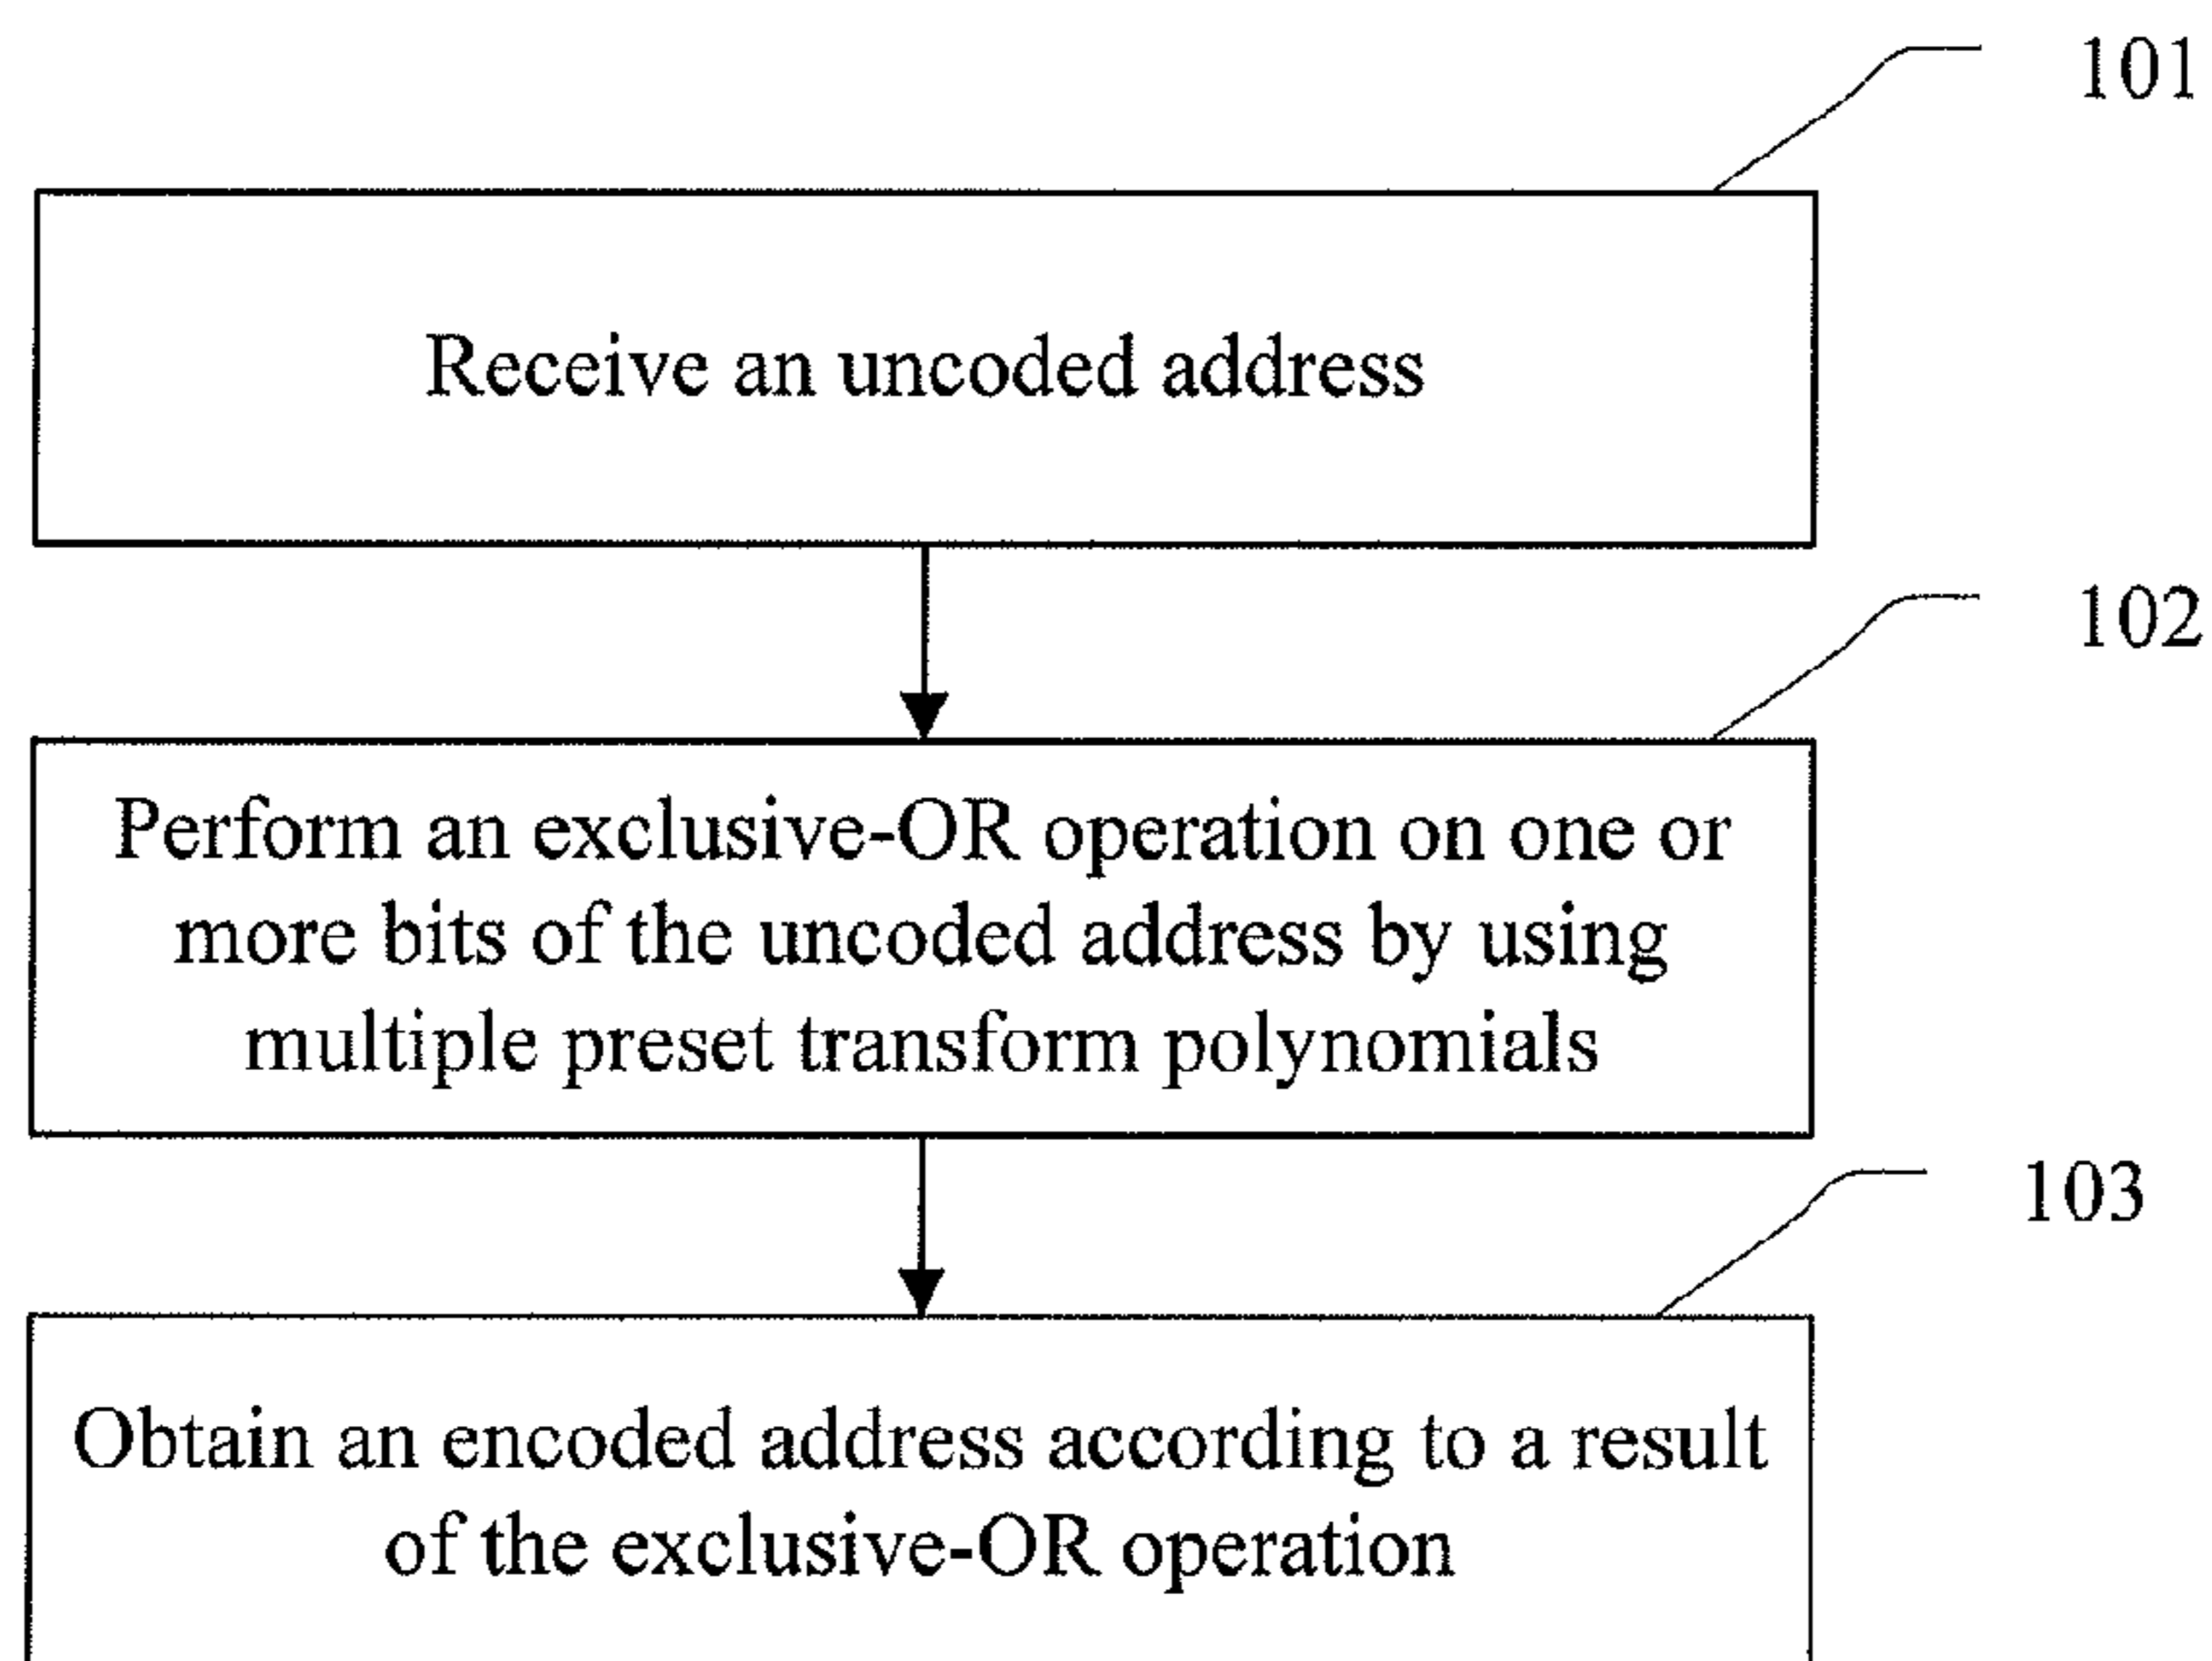 101
Receive an uncoded address
102
Perform an exclusive-OR operation on one or
more bits of the uncoded address by using
multiple preset transform polynomials
103
Obtain an encoded address according to a result
of the exclusive-OR operation